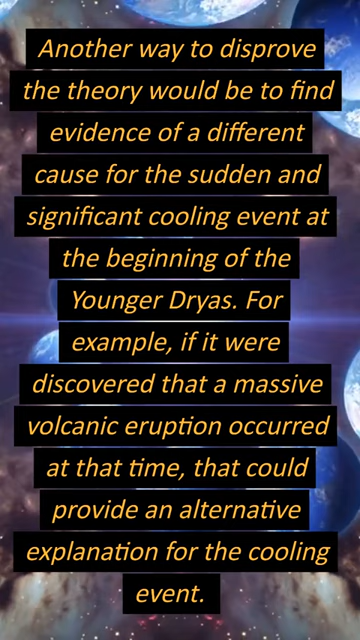 Another way to disprove
the theory would be to find
evidence of a different
cause for the sudden and
significant cooling event at
the beginning of the
Younger Dryas. For
example, if it were
discovered that a massive
volcanic eruption occurred
at that time, that could
provide an alternative
explanation for the cooling
event.